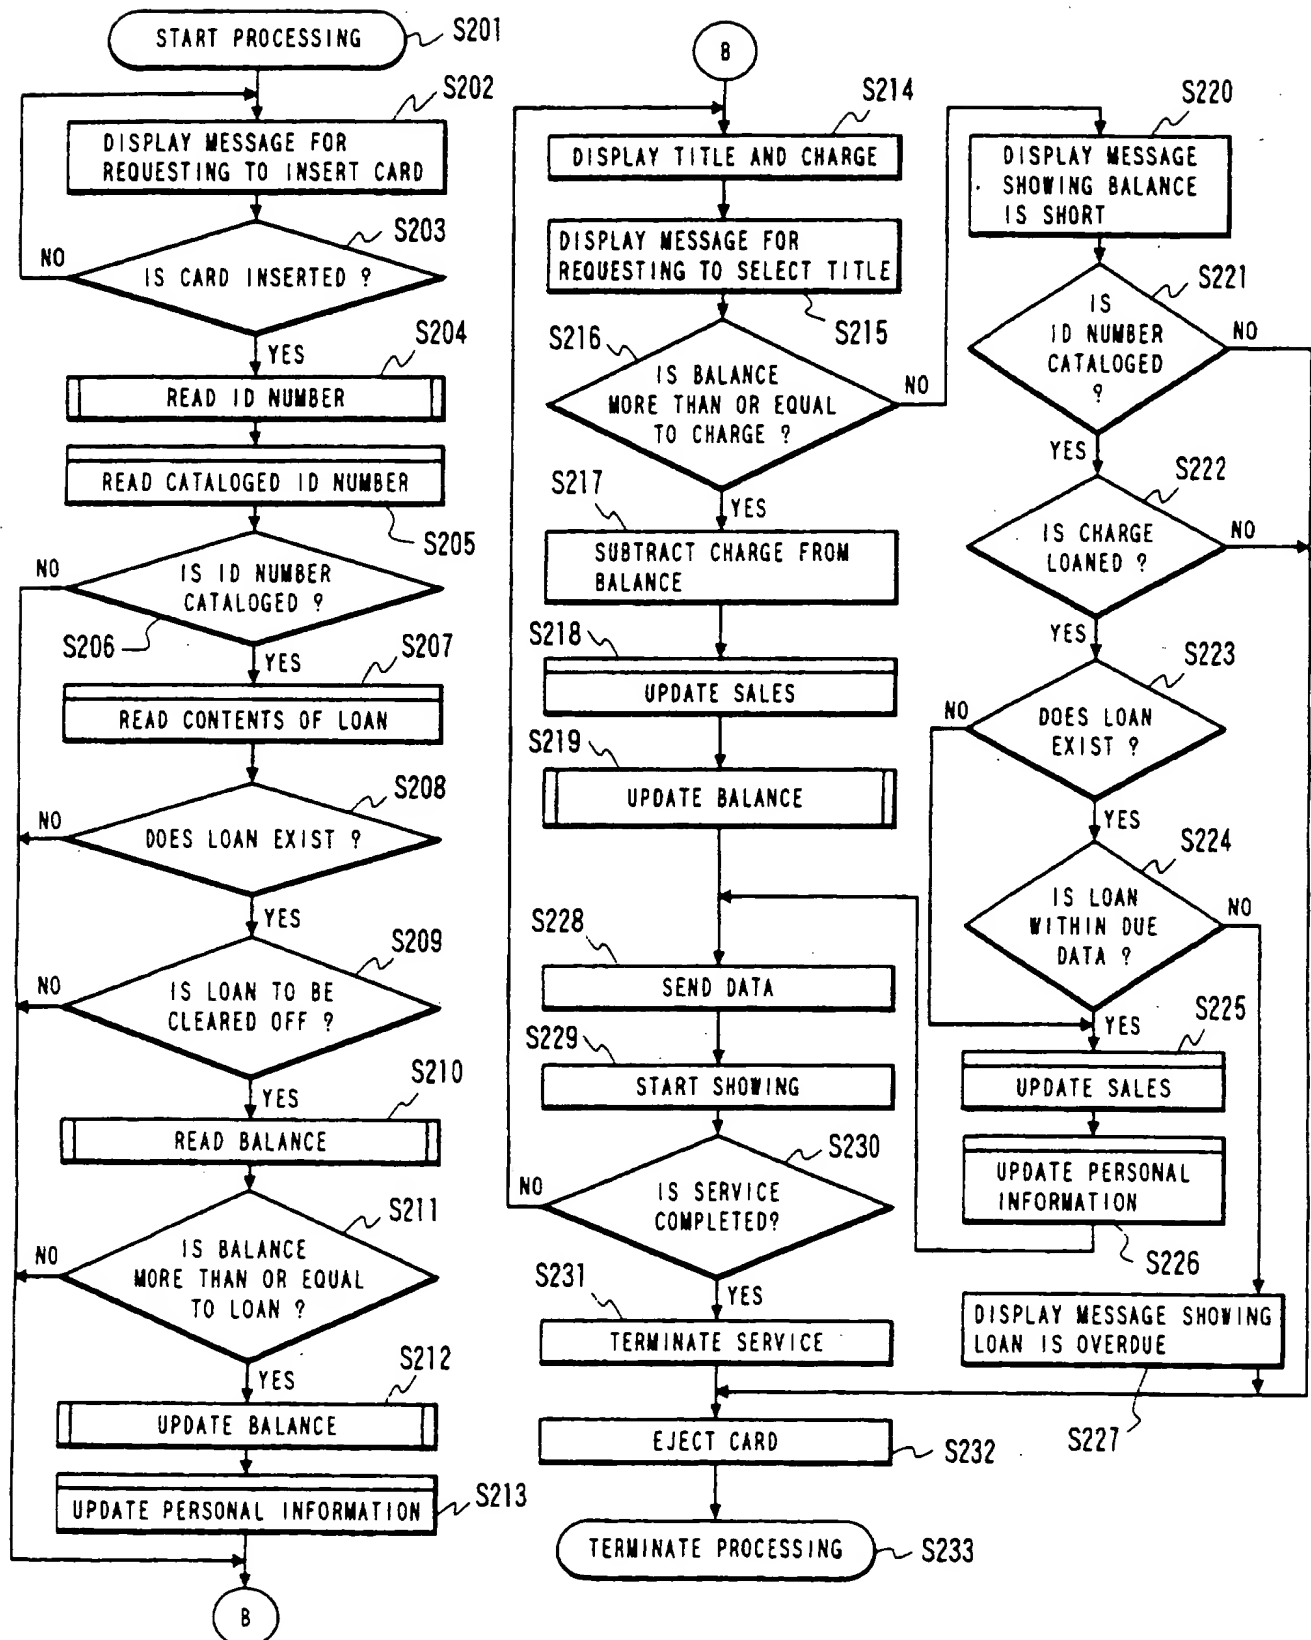 START PROCESSING
S201
S202
DISPLAY MESSAGE FOR
REQUESTING TO INSERT CARD
S203
NO
IS CARD INSERTED ?
YES
S204
READ ID NUMBER
READ CATALOGED ID NUMBER
S205
NO
IS ID NUMBER
CATALOGED ?
S206
YES
S207
READ CONTENTS OF LOAN
S208
NO
DOES LOAN EXIST ?
YES
S209
NO
IS LOAN TO BE
CLEARED OFF ?
YES
S210
READ BALANCE
S211
NO
IS BALANCE
MORE THAN OR EQUAL
TO LOAN ?
YES
S212
UPDATE BALANCE
UPDATE PERSONAL INFORMATION
S213
B
B
S214
DISPLAY TITLE AND CHARGE
DISPLAY MESSAGE FOR
REQUESTING TO SELECT TITLE
S215
S216
IS BALANCE
MORE THAN OR EQUAL
TO CHARGE ?
NO
YES
S217
SUBTRACT CHARGE FROM
BALANCE
S218
UPDATE SALES
S219
UPDATE BALANCE
S228
SEND DATA
S229
START SHOWING
S230
NO
IS SERVICE
COMPLETED?
YES
S231
TERMINATE SERVICE
EJECT CARD
S232
TERMINATE PROCESSING
S233
S220
DISPLAY MESSAGE
SHOWING BALANCE
IS SHORT
S221
IS
ID NUMBER
CATALOGED
?
NO
YES
S222
IS CHARGE
LOANED ?
NO
YES
S223
NO
DOES LOAN
EXIST ?
YES
S224
IS LOAN
WITHIN DUE
DATA ?
NO
YES
S225
UPDATE SALES
UPDATE PERSONAL
INFORMATION
S226
DISPLAY MESSAGE SHOWING
LOAN IS OVERDUE
S227